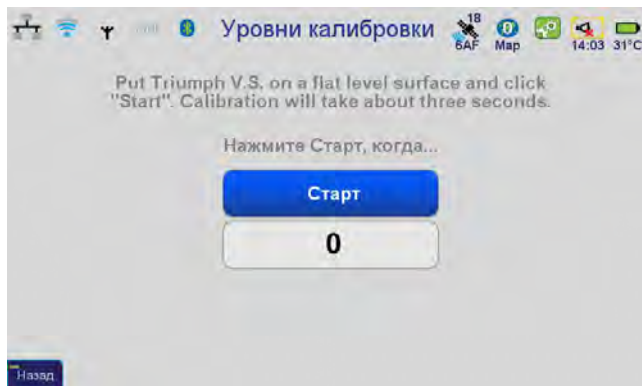 Уровни калибровки
18
6AF
Map
14:03
31°C
Put Triumph V.S. on a flat level surface and click
"Start". Calibration will take about three seconds.
Нажмите Старт, когда...
Старт
0
Назад